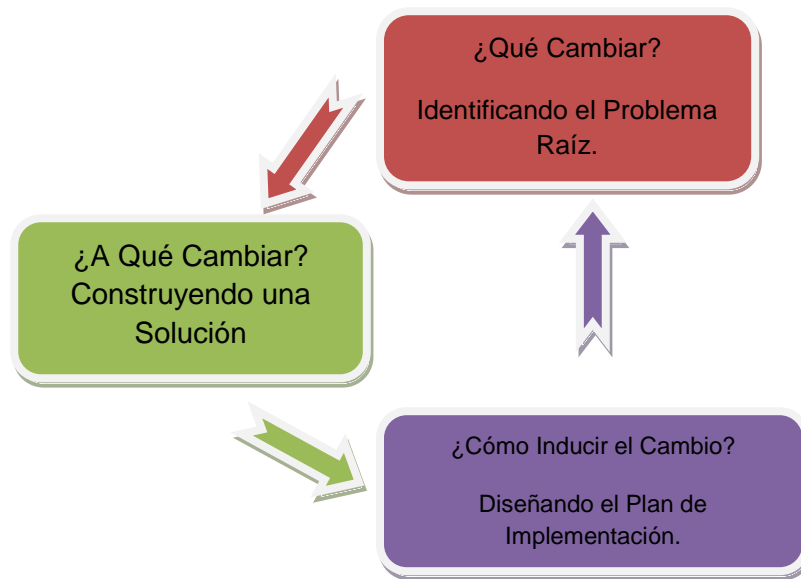 ¿Qué Cambiar?
Identificando el Problema
Raíz.
¿A Qué Cambiar?
Construyendo una
Solución
¿Cómo Inducir el Cambio?
Diseñando el Plan de
Implementación.